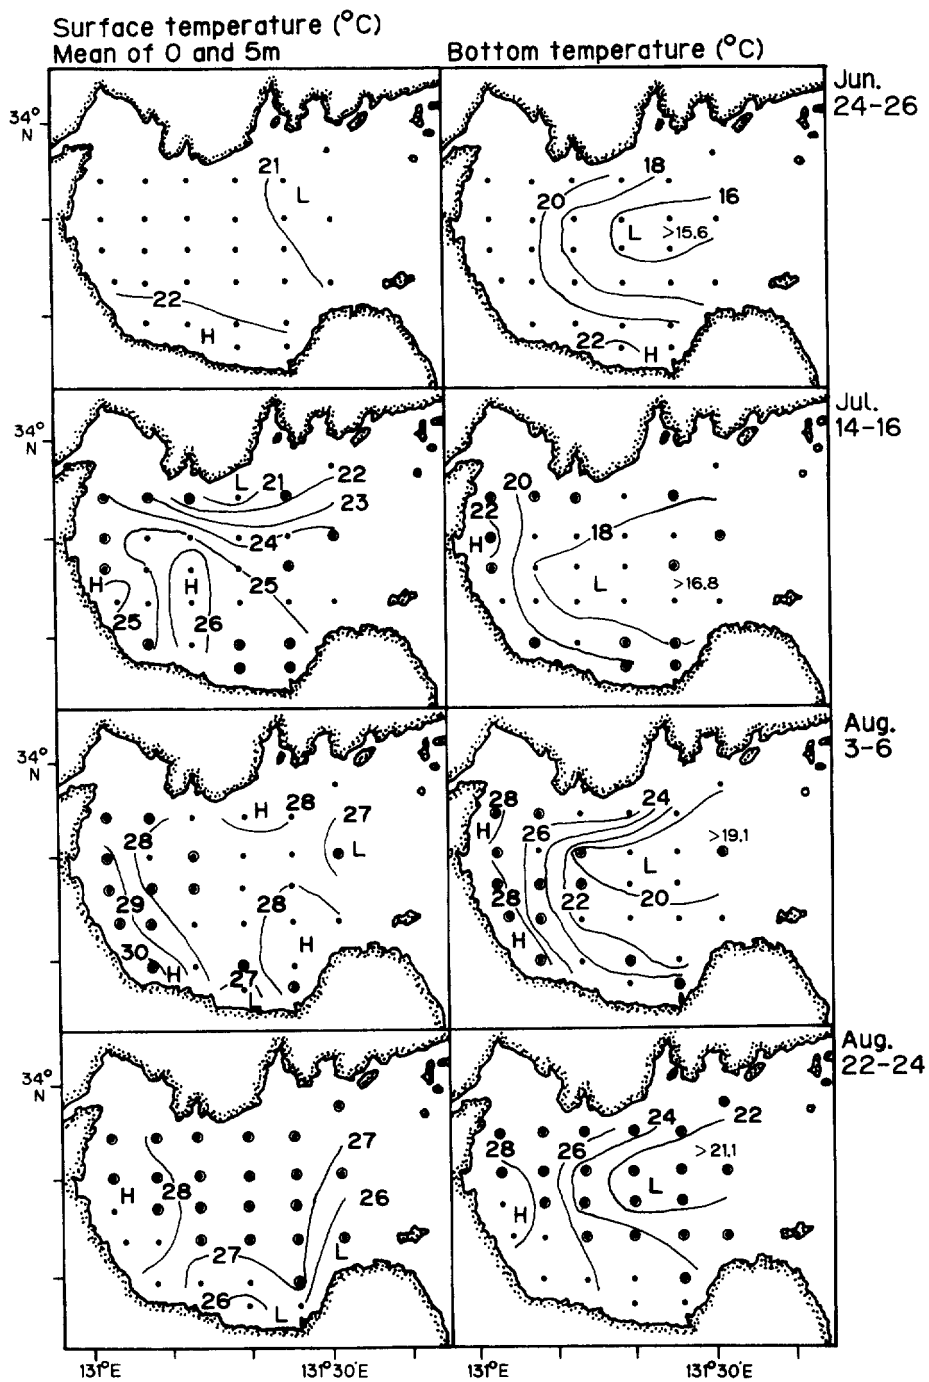 Surface temperature (°C)
Mean of 0 and 5m
Bottom temperature (°C)
Jun.
24-26
34°
N
21
L
22
H
18
20
16
L
>15.6
22
H
Jul.
14-16
34°
N
L
21
22
23
24
25
H
H
25
26
20
22
H
18
L
>16.8
Aug.
3-6
34°
N
H
28
27
L
28
29
28
H
30
H
27
L
28
H
26
24
>19.1
L
28
22
20
H
Aug.
22-24
34°
N
27
H
28
26
27
L
26
L
28
26
24
22
>21.1
L
H
131°E
131°30E
131°E
131°30E